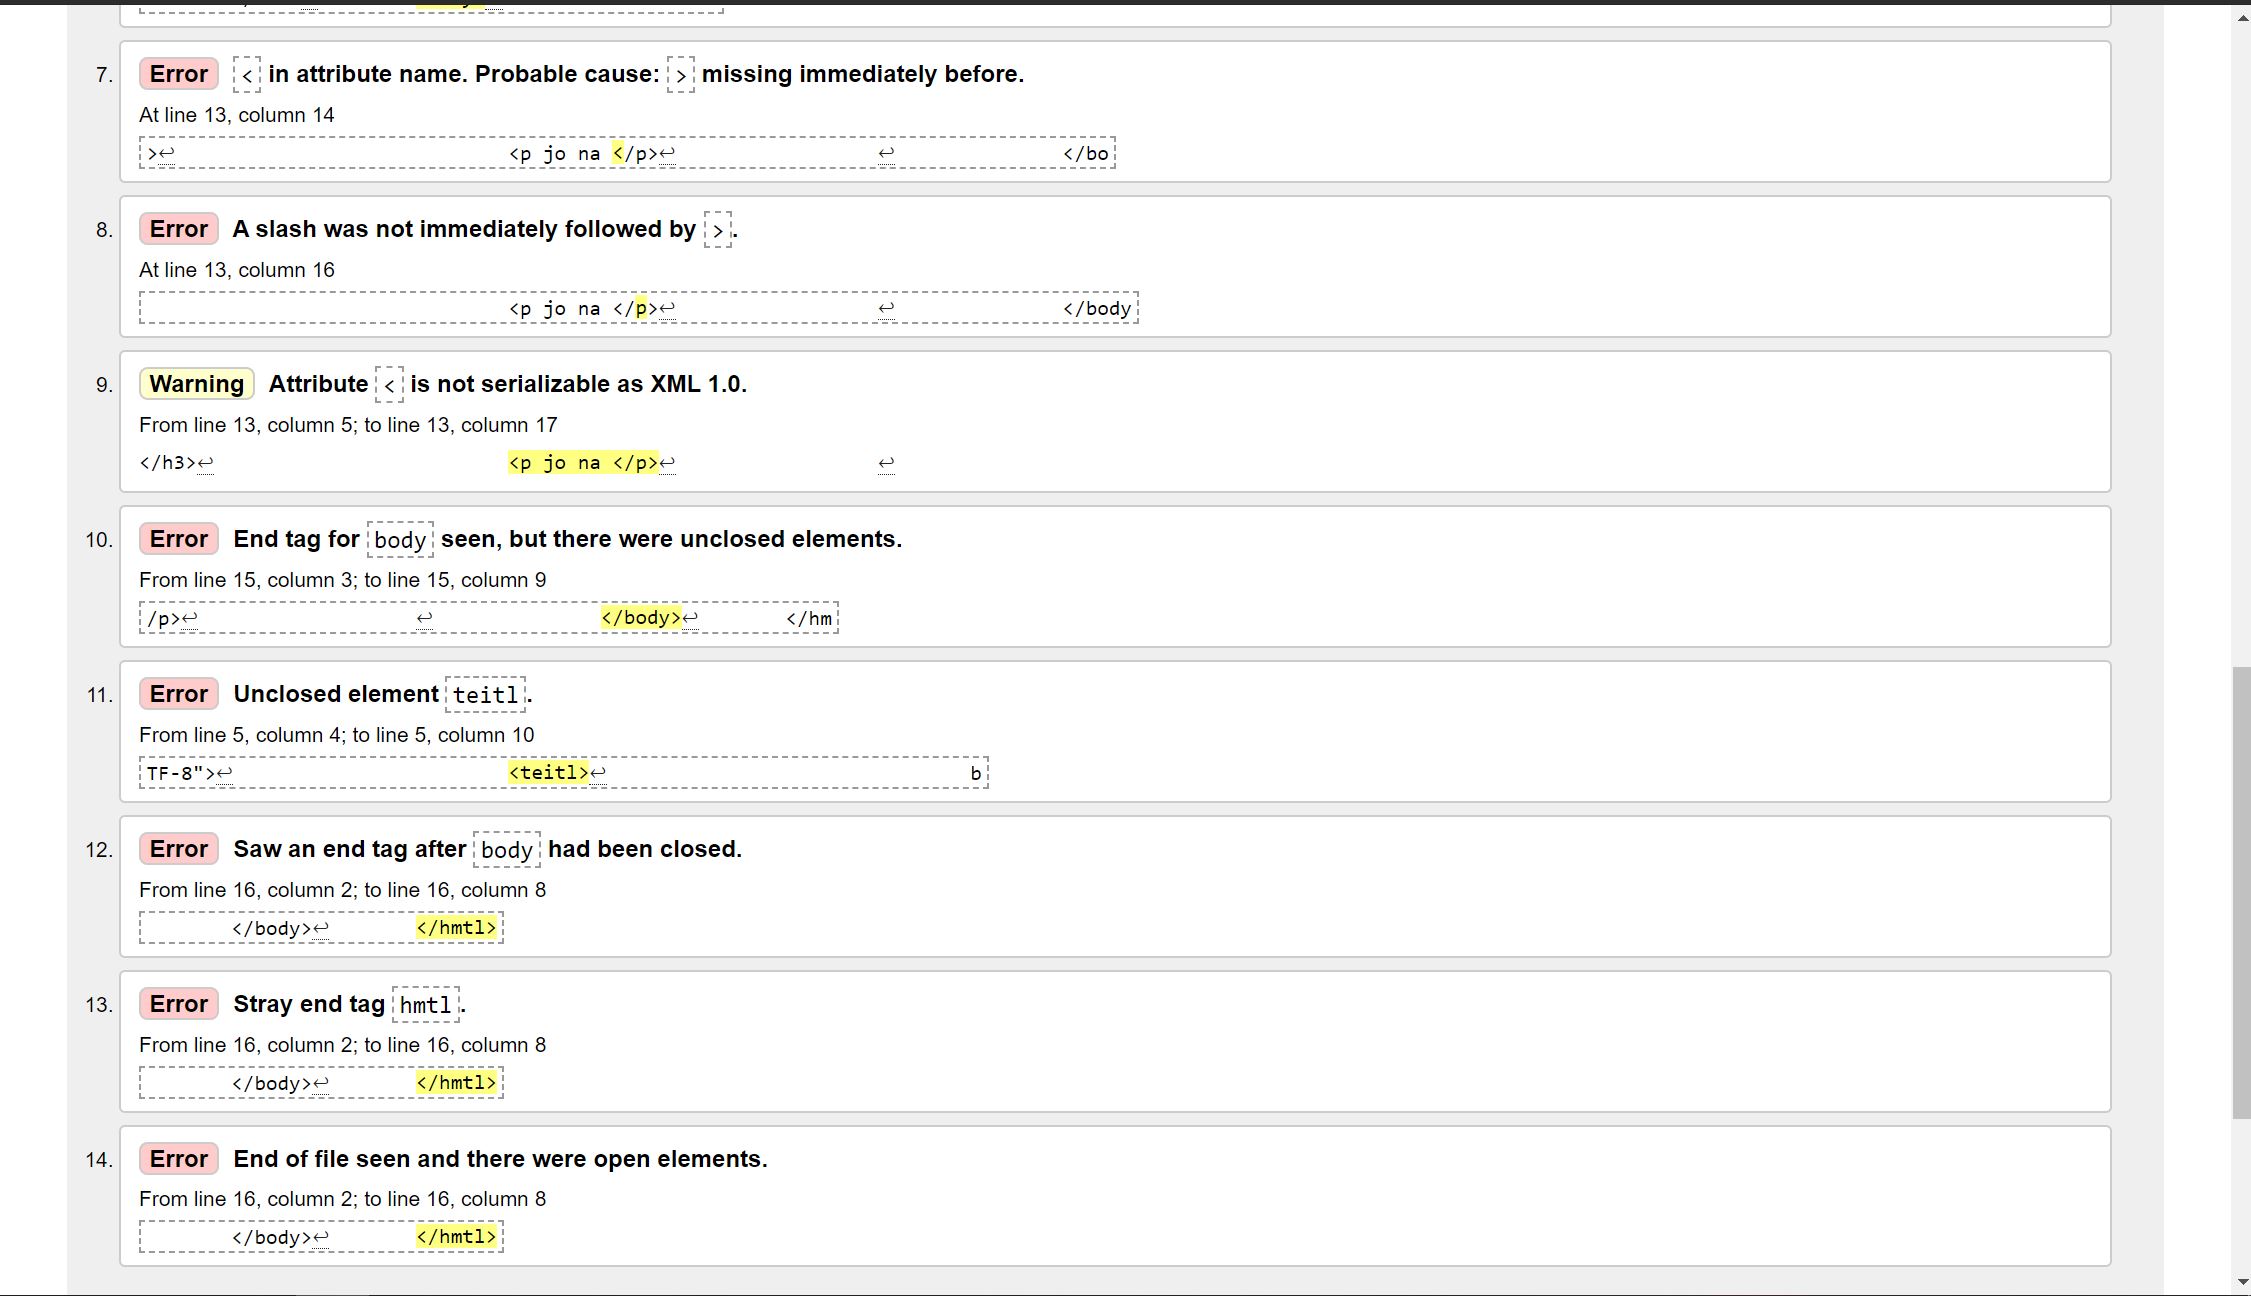 7. Error < in attribute name. Probable cause: > missing immediately before.
At line 13, column 14
>↩ <p jo na </p>↩ ↩ </bo
8. Error A slash was not immediately followed by >.
At line 13, column 16
<p jo na </p>↩ ↩ </body
9. Warning Attribute < is not serializable as XML 1.0.
From line 13, column 5; to line 13, column 17
</h3>↩ <p jo na </p>↩ ↩
10. Error End tag for body seen, but there were unclosed elements.
From line 15, column 3; to line 15, column 9
/p>↩ ↩ </body>↩ </hm
11. Error Unclosed element teitl.
From line 5, column 4; to line 5, column 10
TF-8">↩ <teitl>↩ b
12. Error Saw an end tag after body had been closed.
From line 16, column 2; to line 16, column 8
</body>↩ </hmtl>
13. Error Stray end tag hmtl.
From line 16, column 2; to line 16, column 8
</body>↩ </hmtl>
14. Error End of file seen and there were open elements.
From line 16, column 2; to line 16, column 8
</body>↩ </hmtl>